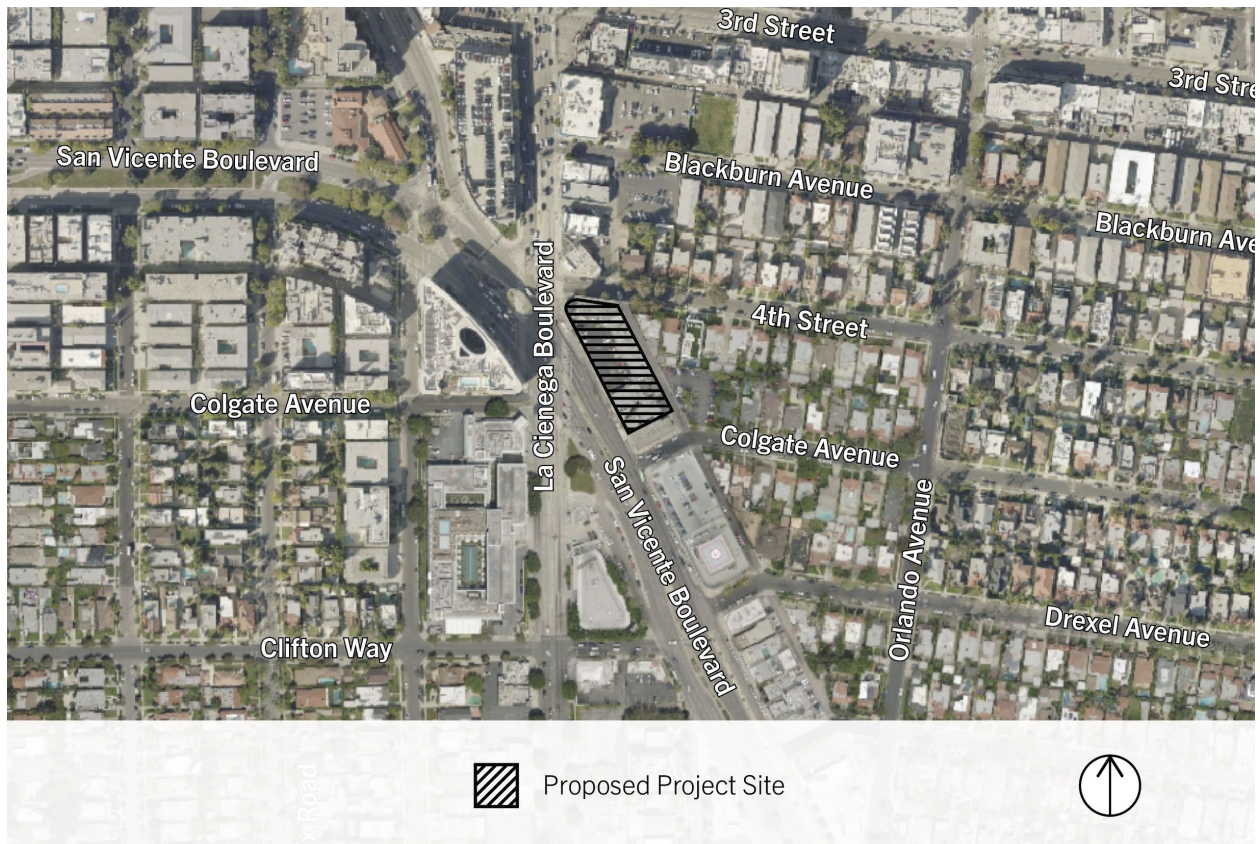 3rd Street
3rd Stre
San Vicente Boulevard
Blackburn Avenue
Blackburn Ave
La Cienega Boulevard
4th Street
Colgate Avenue
Colgate Avenue
San Vicente Boulevard
Orlando Avenue
Drexel Avenue
Clifton Way
x Road
Proposed Project Site